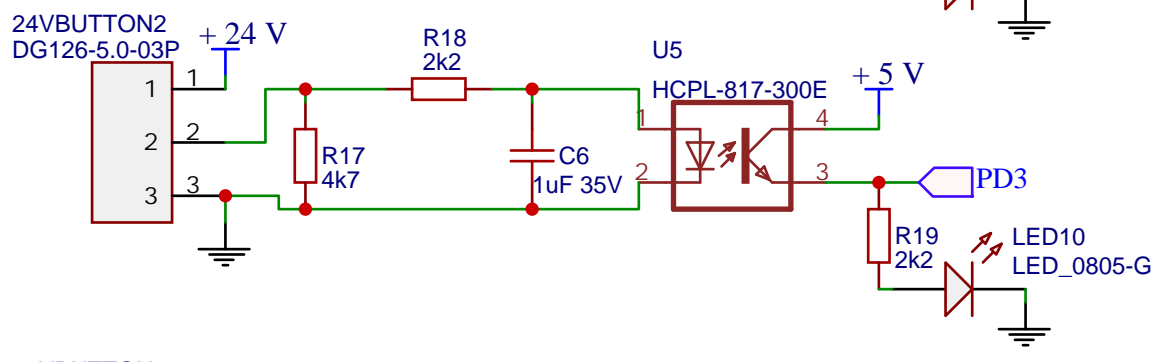 24VBUTTON2
DG126-5.0-03P
+ 24 V
1
1
2
2
3
3
R18
2k2
R17
4k7
C6
1uF 35V
U5
HCPL-817-300E
1
2
4
3
+ 5 V
PD3
R19
2k2
LED10
LED_0805-G